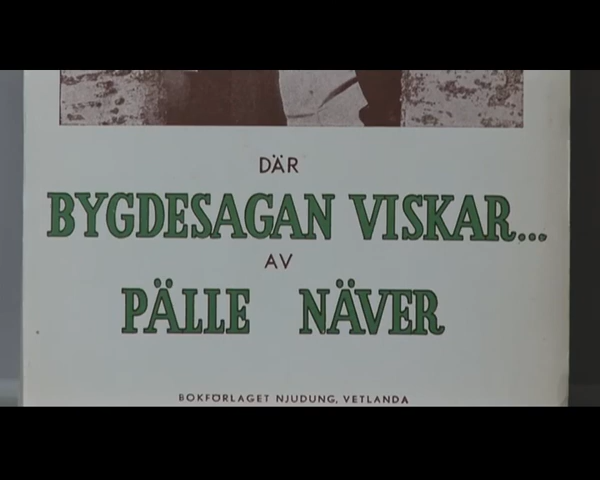 DÄR
BYGDESAGAN VISKAR...
AV
PÄLLE NÄVER
BOKFÖRLAGET NJUDUNG, VETLANDA